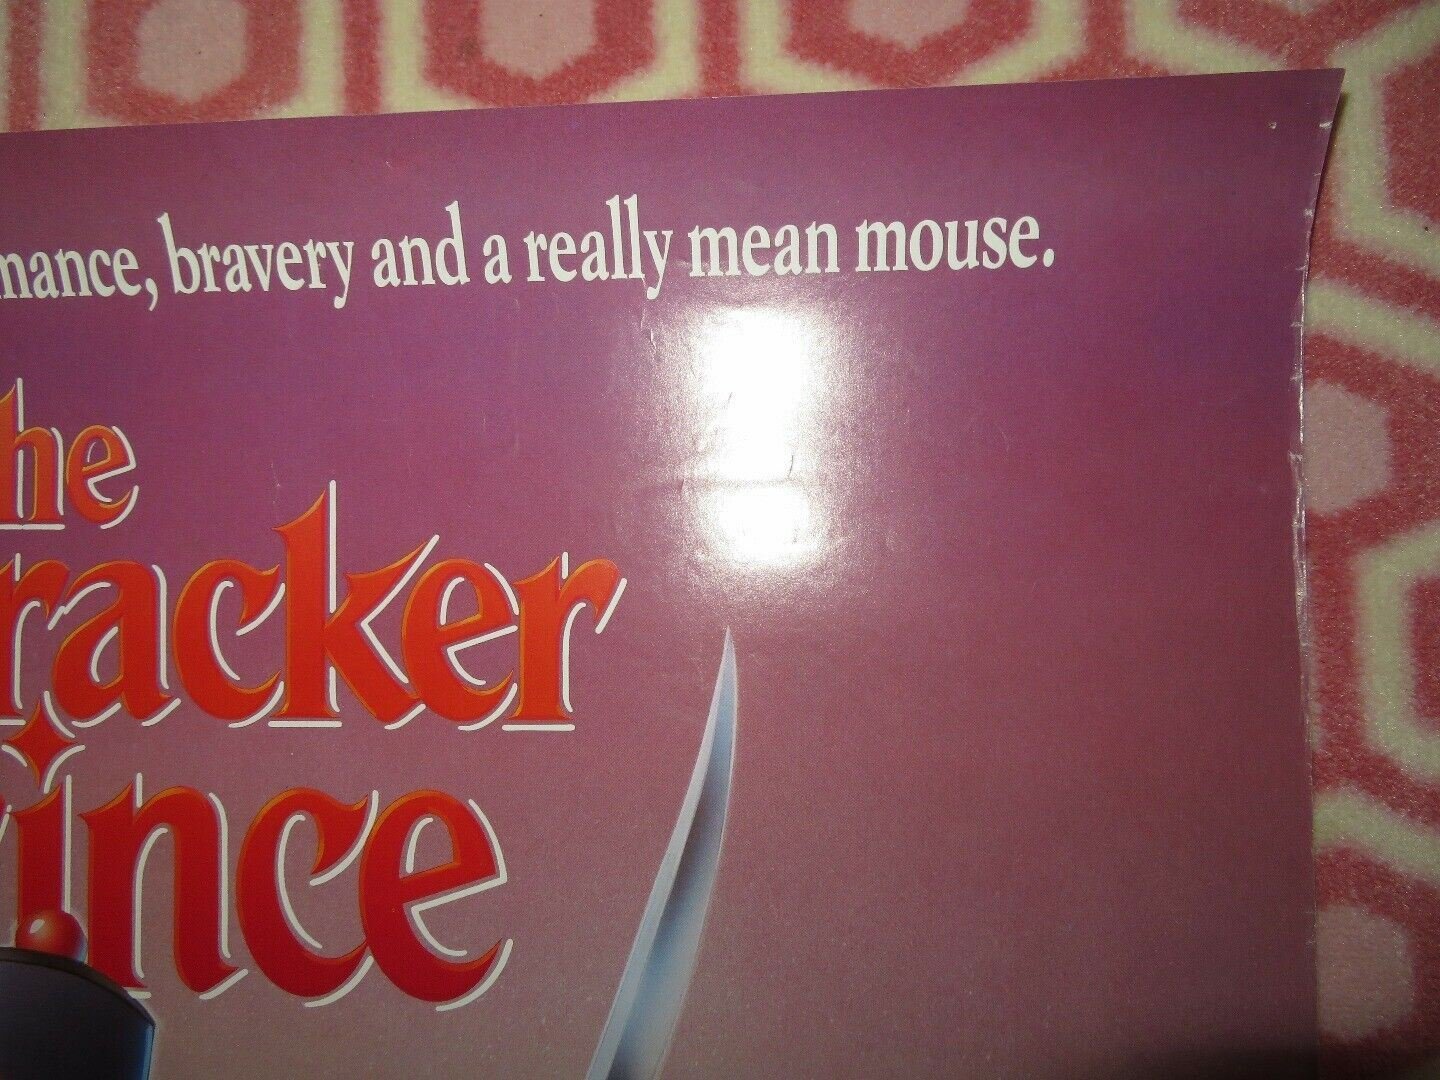 mance, bravery and a really mean mouse.
he
racker
ince